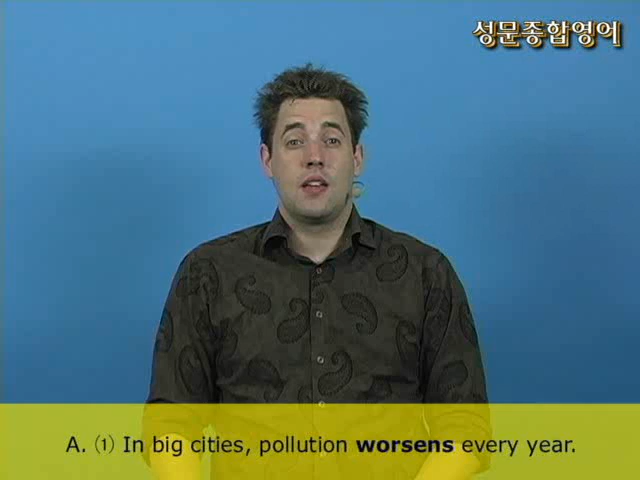 성문종합영어
A. ⑴ In big cities, pollution worsens every year.